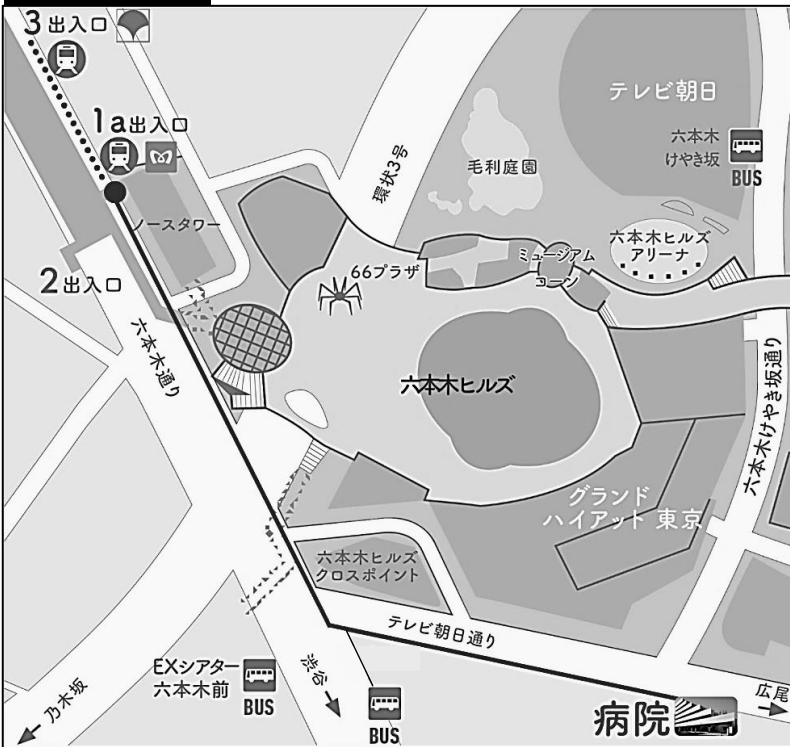 3出入口
1a出入口
ノースタワー
2出入口
六本木通り
環状3号
毛利庭園
テレビ朝日
六本木
けやき坂
BUS
六本木ヒルズ
アリーナ
ミュージアム
コーン
66プラザ
六本木ヒルズ
六本木けやき坂通り
グランド
ハイアット 東京
六本木ヒルズ
クロスポイント
テレビ朝日通り
EXシアター
六本木前
BUS
乃木坂
渋谷
BUS
病院
広尾